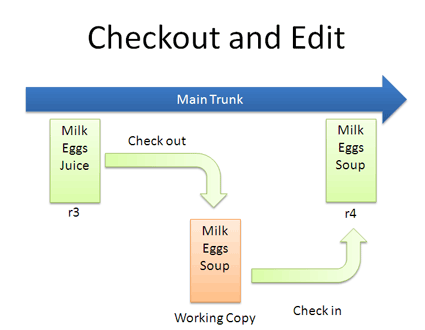 Checkout and Edit
Main Trunk
Milk
Eggs
Juice
r3
Check out
Milk
Eggs
Soup
Working Copy
Check in
Milk
Eggs
Soup
r4